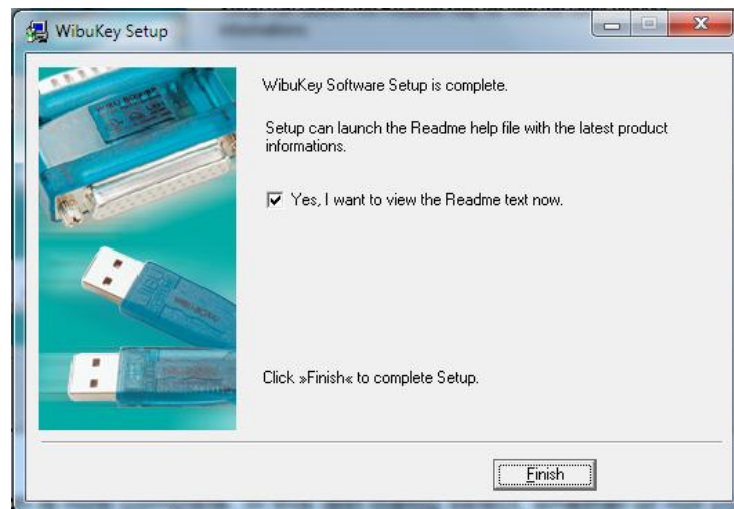 WibuKey Setup
WibuKey Software Setup is complete.
Setup can launch the Readme help file with the latest product
informations.
Yes, I want to view the Readme text now.
Click »Finish« to complete Setup.
Finish